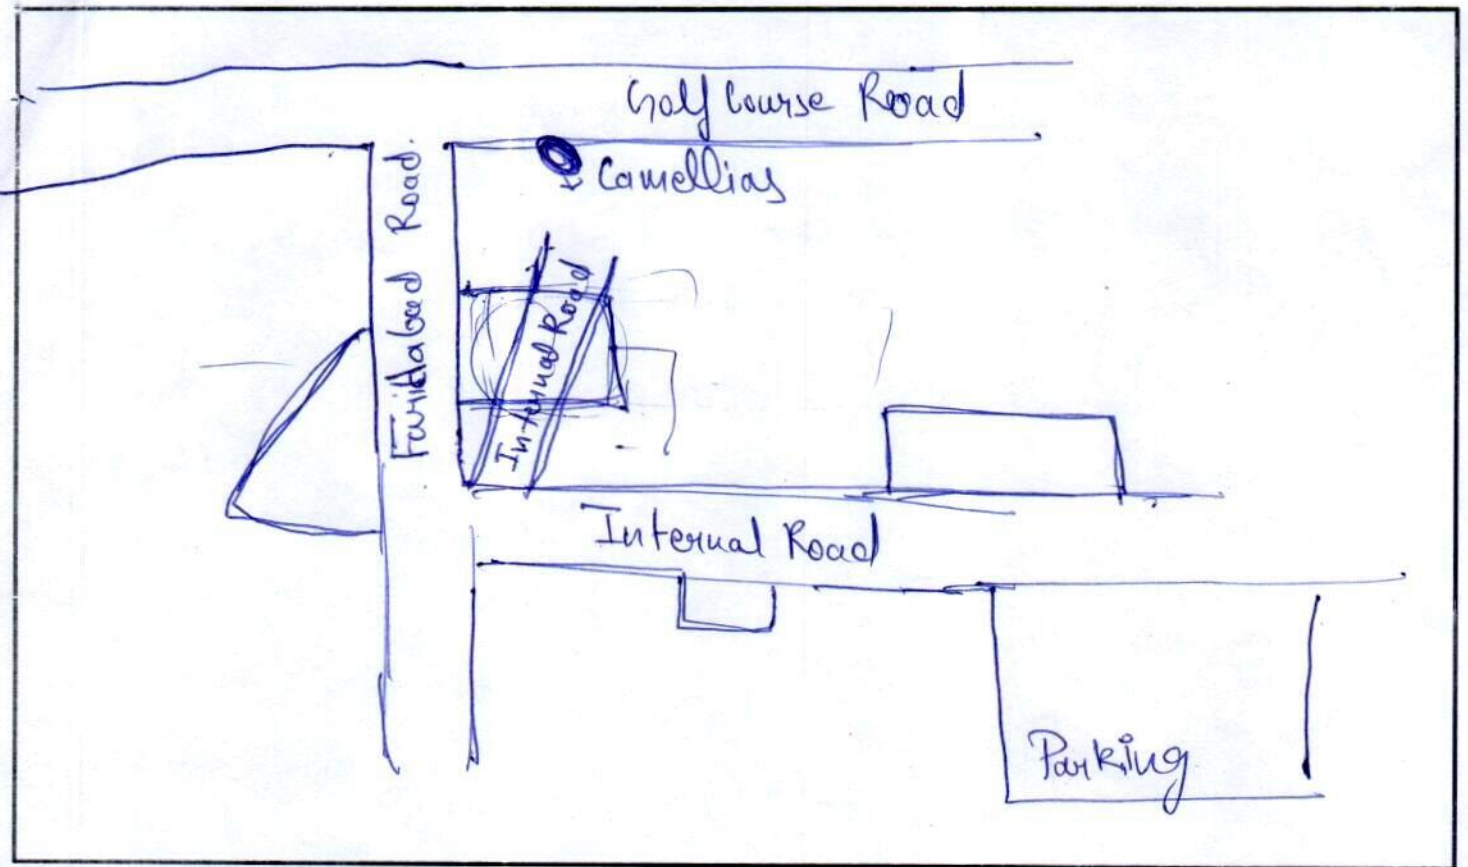 Golf Course Road
Camellias
Faridabad Road.
Internal Road
Internal Road
Parking